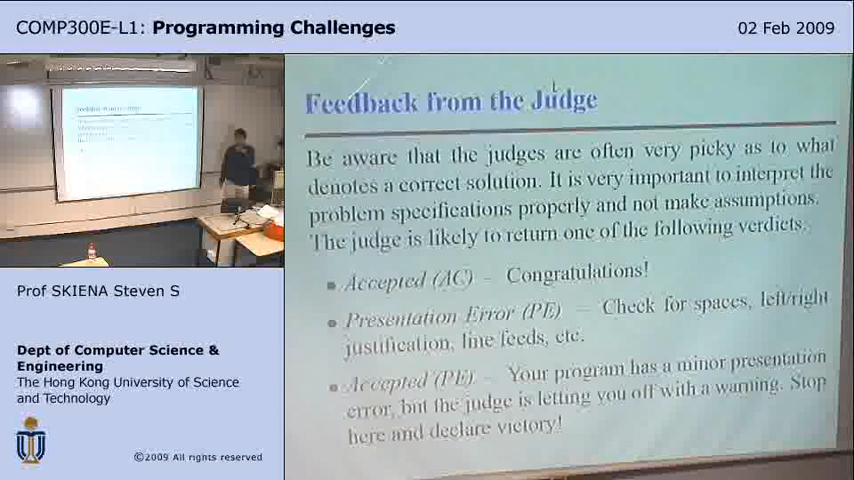 COMP300E-L1: Programming Challenges
02 Feb 2009
Feedback from the Judge
Be aware that the judges are often very picky as to what
denotes a correct solution. It is very important to interpret the
problem specifications properly and not make assumptions.
The judge is likely to return one of the following verdicts:
• Accepted (AC) – Congratulations!
• Presentation Error (PE) – Check for spaces, left/right
justification, line feeds, etc.
• Accepted (PE) – Your program has a minor presentation
error, but the judge is letting you off with a warning. Stop
here and declare victory!
Prof SKIENA Steven S
Dept of Computer Science &
Engineering
The Hong Kong University of Science
and Technology
©2009 All rights reserved